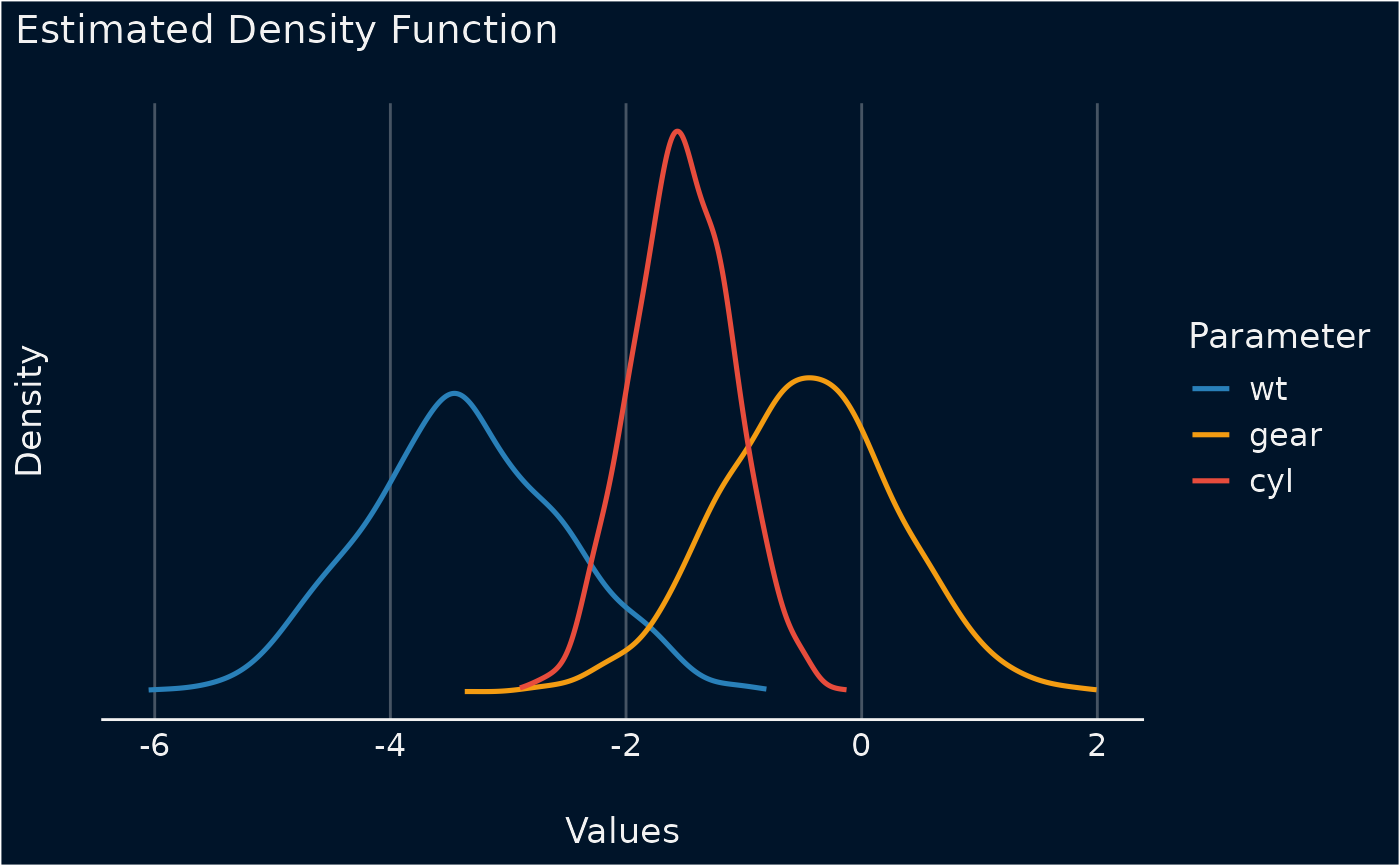 Estimated Density Function
Density
-6 -4 -2 0 2
Values
Parameter
wt
gear
cyl